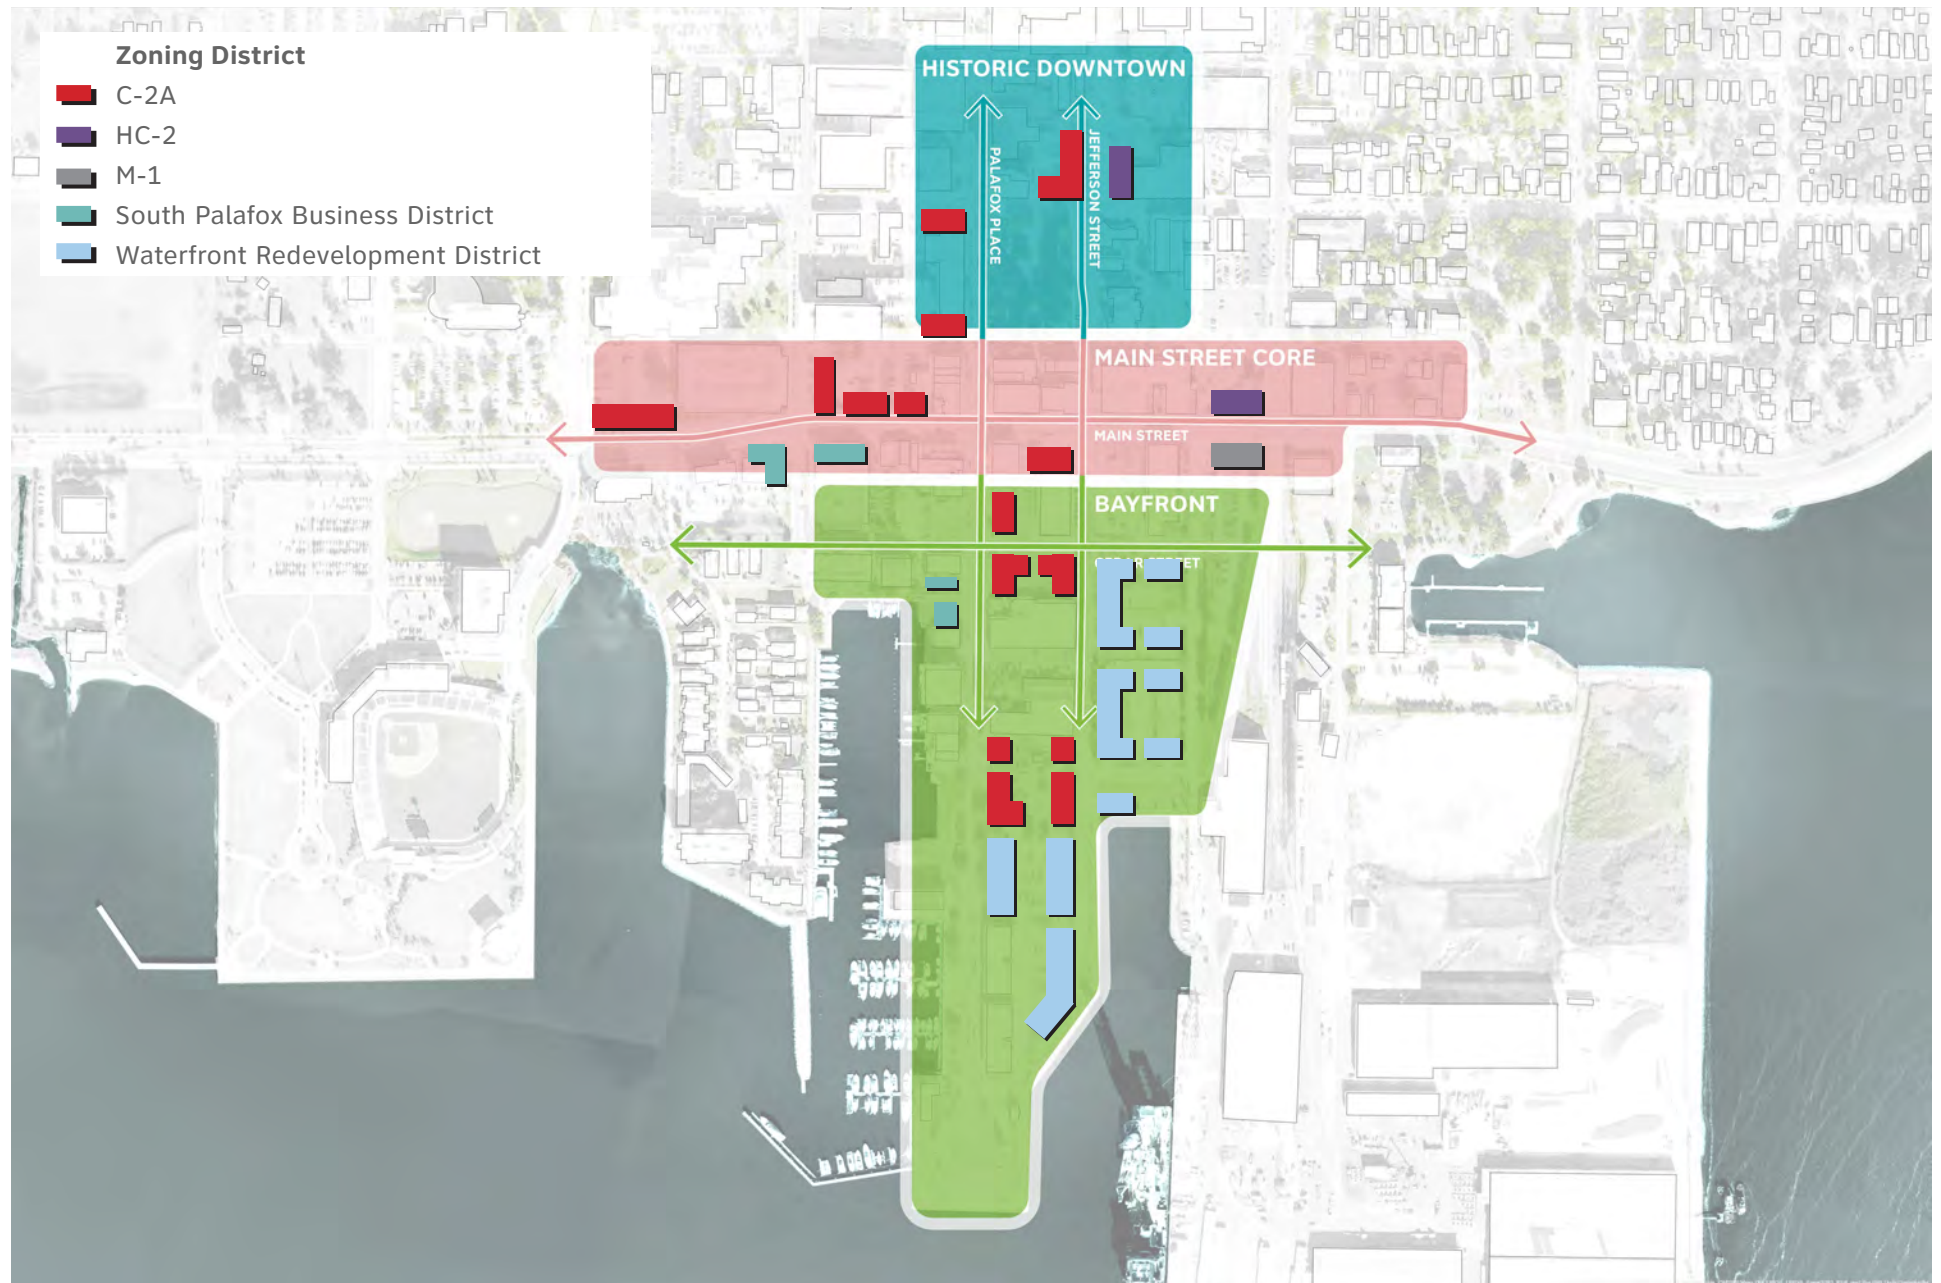 Zoning District
C-2A
HC-2
M-1
South Palafox Business District
Waterfront Redevelopment District
HISTORIC DOWNTOWN
PALAFOX PLACE
JEFFERSON STREET
MAIN STREET CORE
MAIN STREET
BAYFRONT